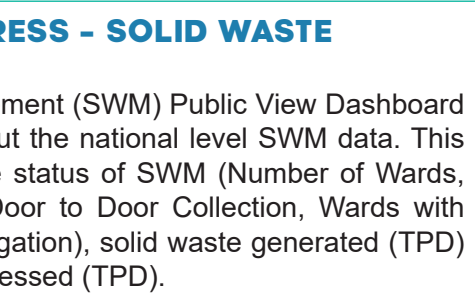 RESS – SOLID WASTE
ment (SWM) Public View Dashboard
ut the national level SWM data. This
e status of SWM (Number of Wards,
Door to Door Collection, Wards with
gation), solid waste generated (TPD)
essed (TPD).